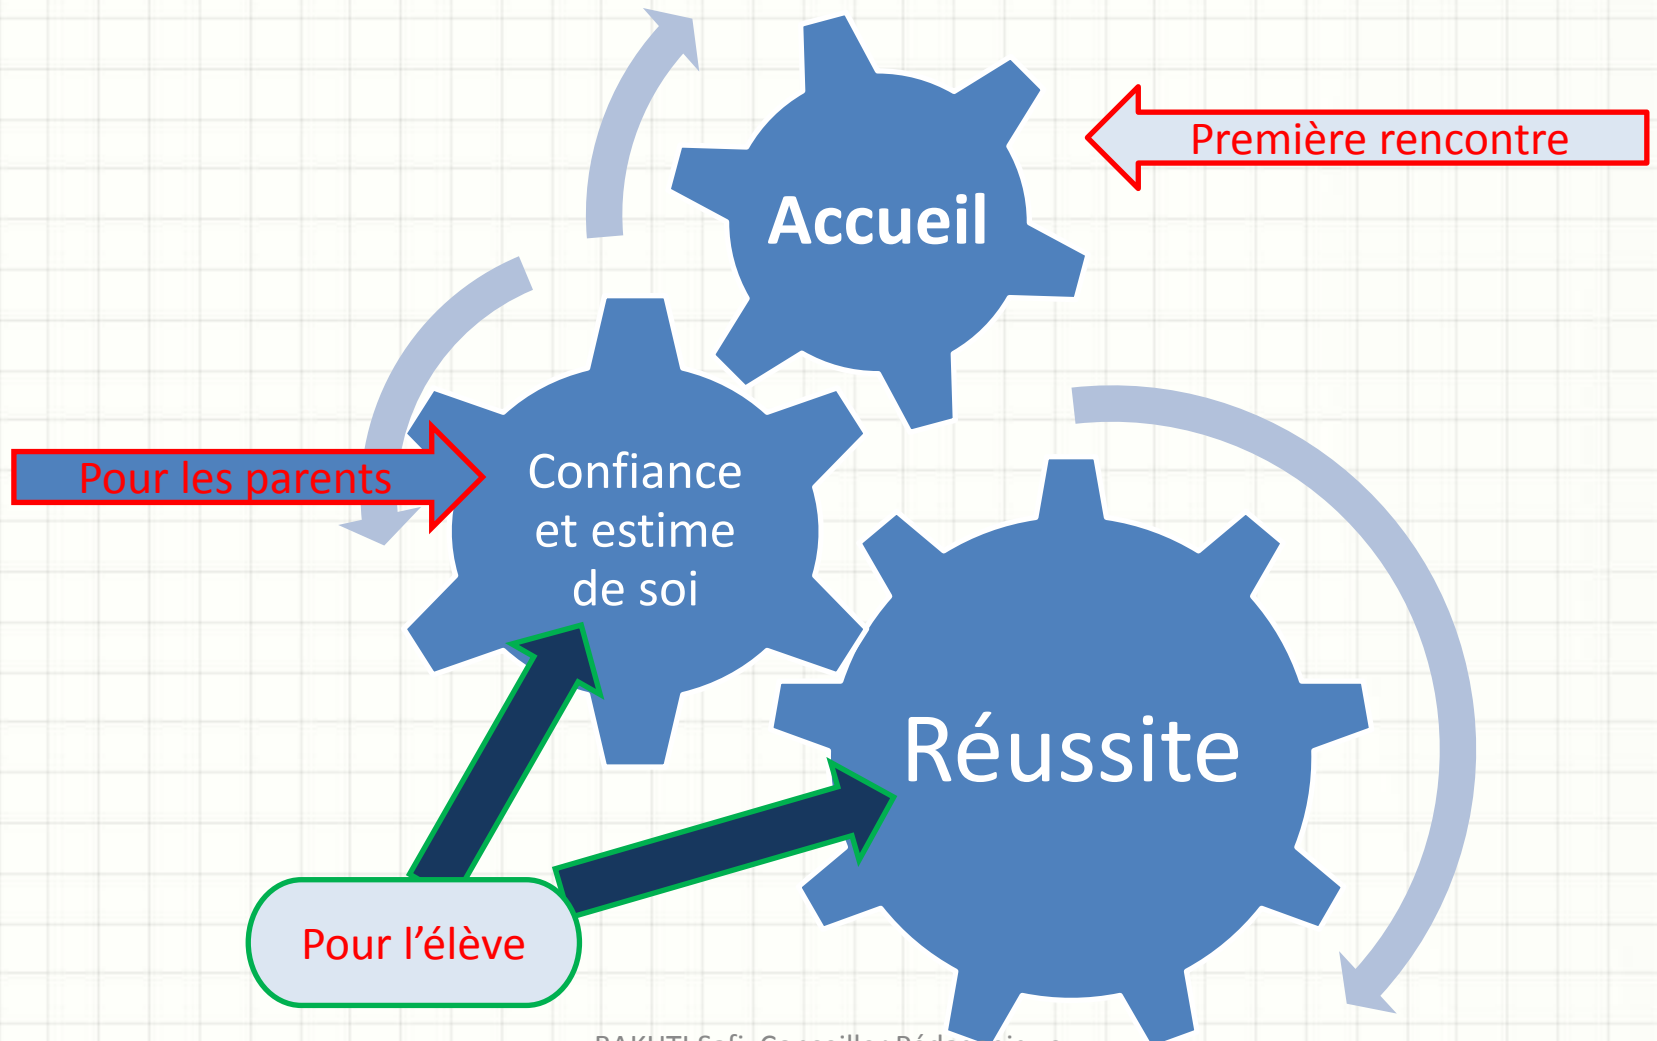 Première rencontre
Accueil
Pour les parents
Confiance
et estime
de soi
Réussite
Pour l’élève